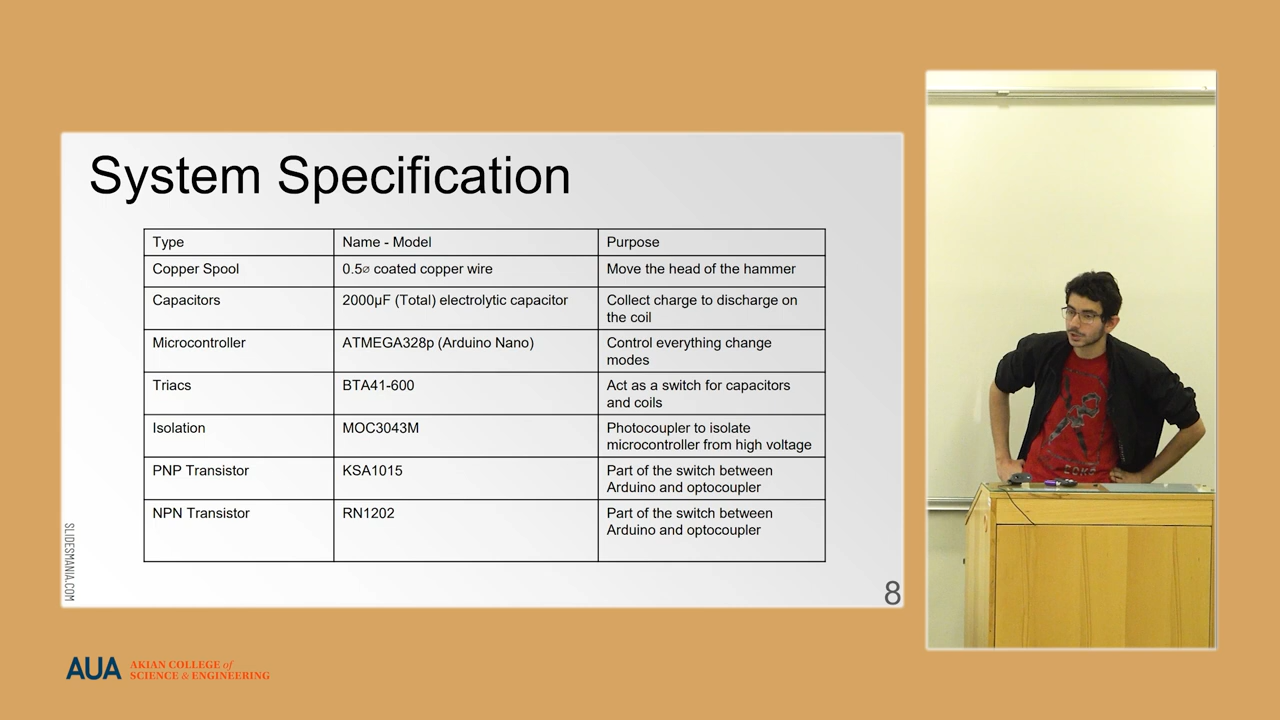 System Specification
Type Name - Model Purpose
Copper Spool 0.5⌀ coated copper wire Move the head of the hammer
Capacitors 2000μF (Total) electrolytic capacitor Collect charge to discharge on
the coil
Microcontroller ATMEGA328p (Arduino Nano) Control everything change
modes
Triacs BTA41-600 Act as a switch for capacitors
and coils
Isolation MOC3043M Photocoupler to isolate
microcontroller from high voltage
PNP Transistor KSA1015 Part of the switch between
Arduino and optocoupler
NPN Transistor RN1202 Part of the switch between
Arduino and optocoupler
SLIDESMANIA.COM
8
AUA AKIAN COLLEGE of
SCIENCE & ENGINEERING